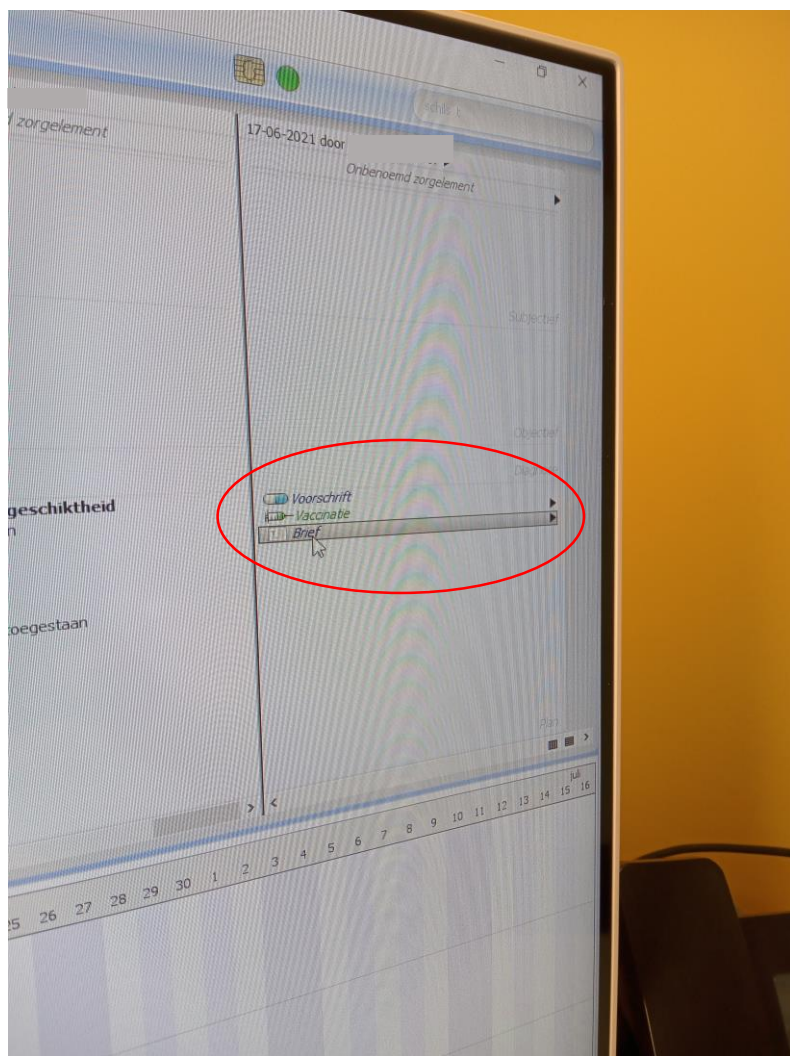 zorgelement
17-06-2021 door
Onbenoemd zorgelement
Subjectief
Objectief
Voorschrift
Vaccinatie
Brief
geschiktheid
n
toegestaan
Plan
juli
25 26 27 28 29 30 1 2 3 4 5 6 7 8 9 10 11 12 13 14 15 16